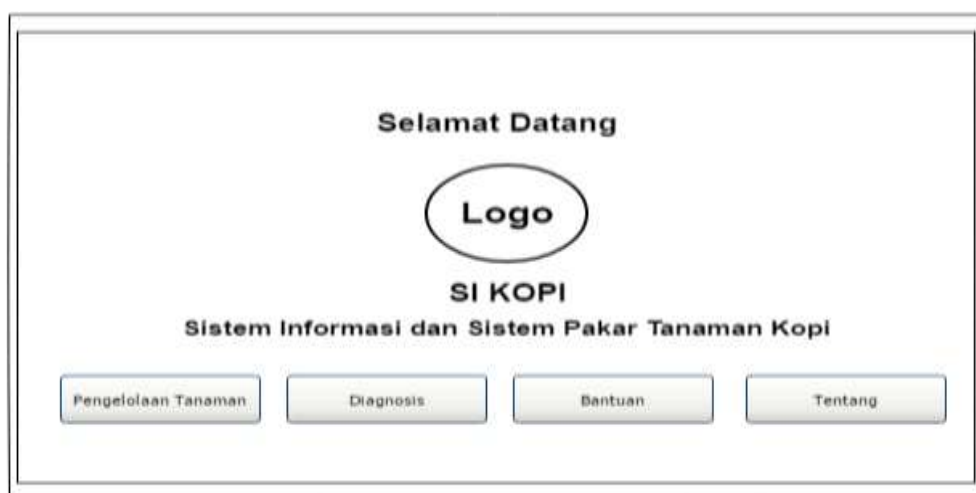 Selamat Datang
Logo
SI KOPI
Sistem Informasi dan Sistem Pakar Tanaman Kopi
Pengelolaan Tanaman
Diagnosis
Bantuan
Tentang